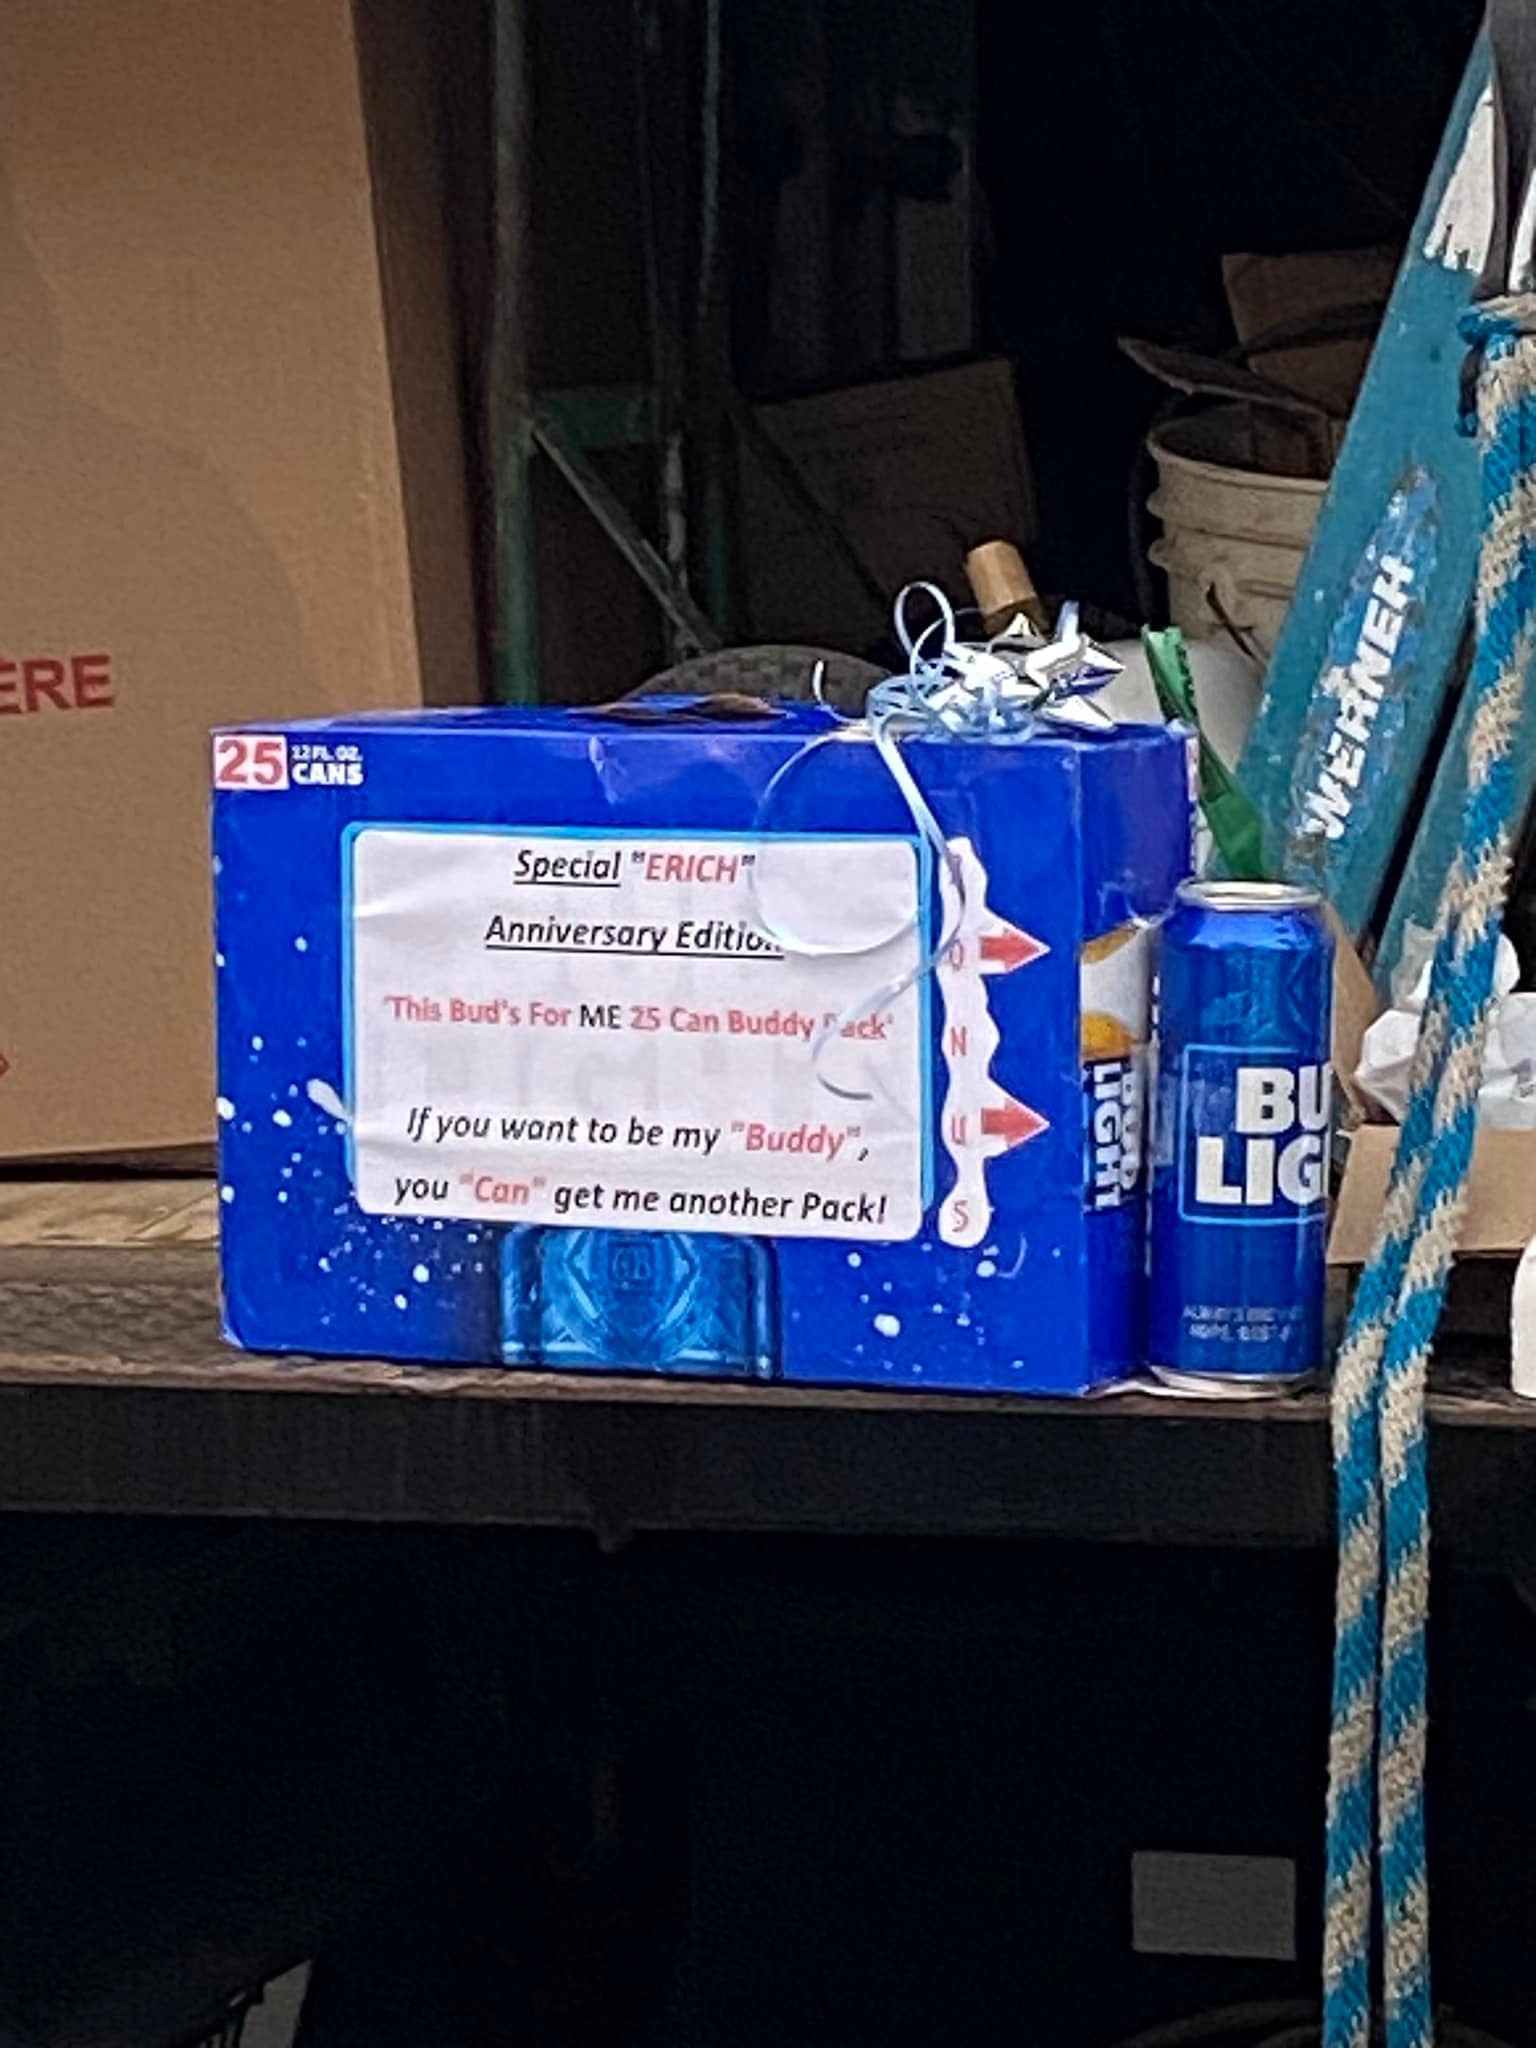 ERE
25 12 FL. OZ.
CANS
Special "ERICH"
Anniversary Edition
'This Bud's For ME 25 Can Buddy Pack'
If you want to be my "Buddy",
you "Can" get me another Pack!
O
N
U
S
BUD
LIGHT
BU
LIG
WERNER